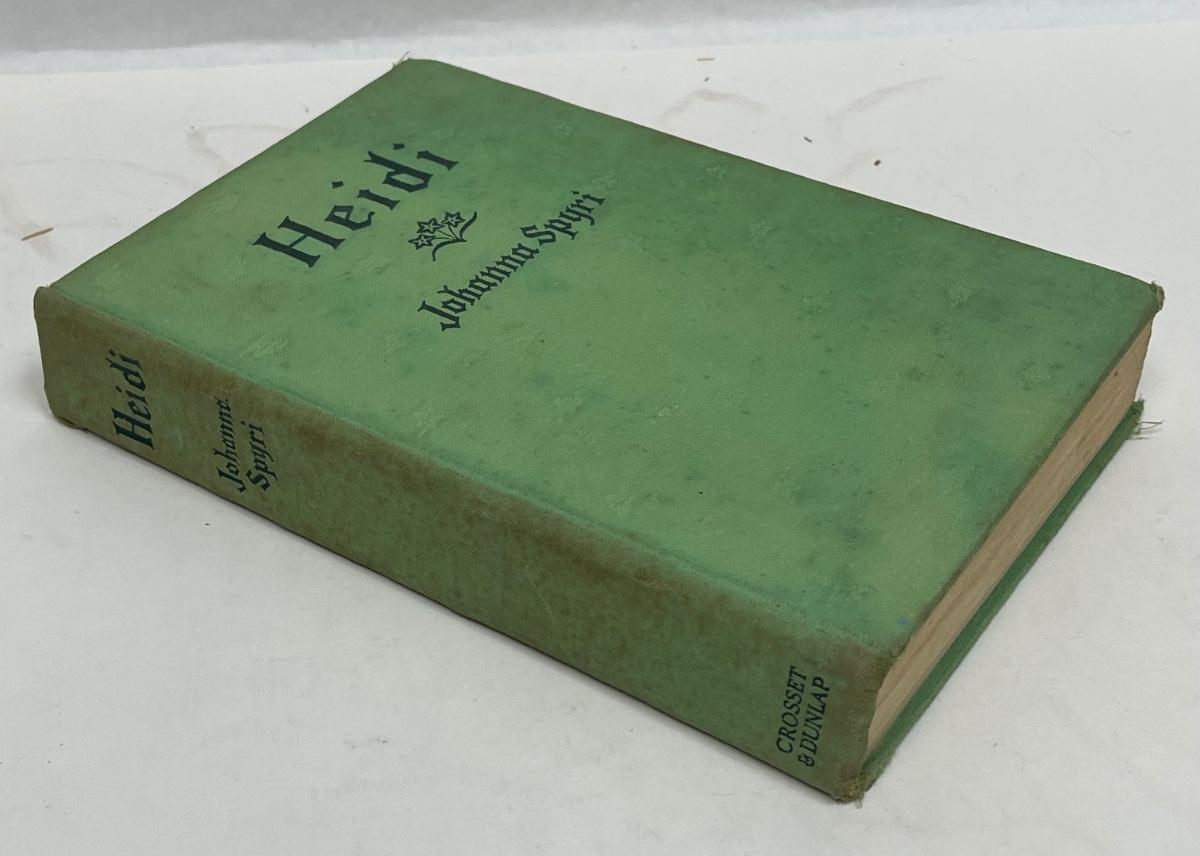 Heidi
Johanna Spyri
Heidi
Johanna
Spyri
GROSSET
& DUNLAP